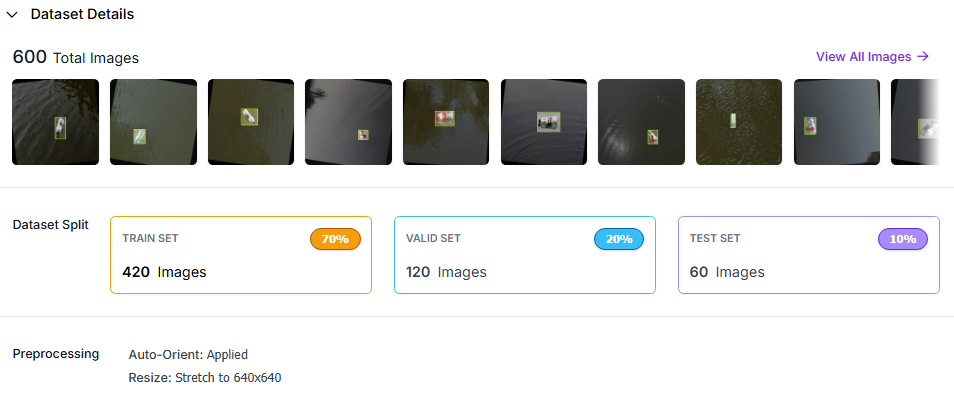 Dataset Details
600 Total Images
View All Images →
Dataset Split
TRAIN SET
70%
420 Images
VALID SET
20%
120 Images
TEST SET
10%
60 Images
Preprocessing
Auto-Orient: Applied
Resize: Stretch to 640x640